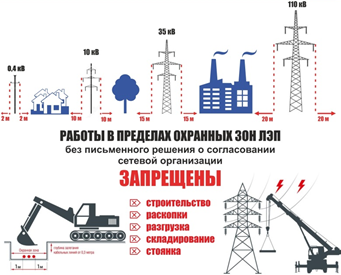 110 кВ
35 кВ
10 кВ
0,4 кВ
2 м 2 м 10 м 10 м 15 м 15 м 20 м 20 м
РАБОТЫ В ПРЕДЕЛАХ ОХРАННЫХ ЗОН ЛЭП
без письменного решения о согласовании
сетевой организации
ЗАПРЕЩЕНЫ
строительство
раскопки
разгрузка
складирование
стоянка
1 м 1 м